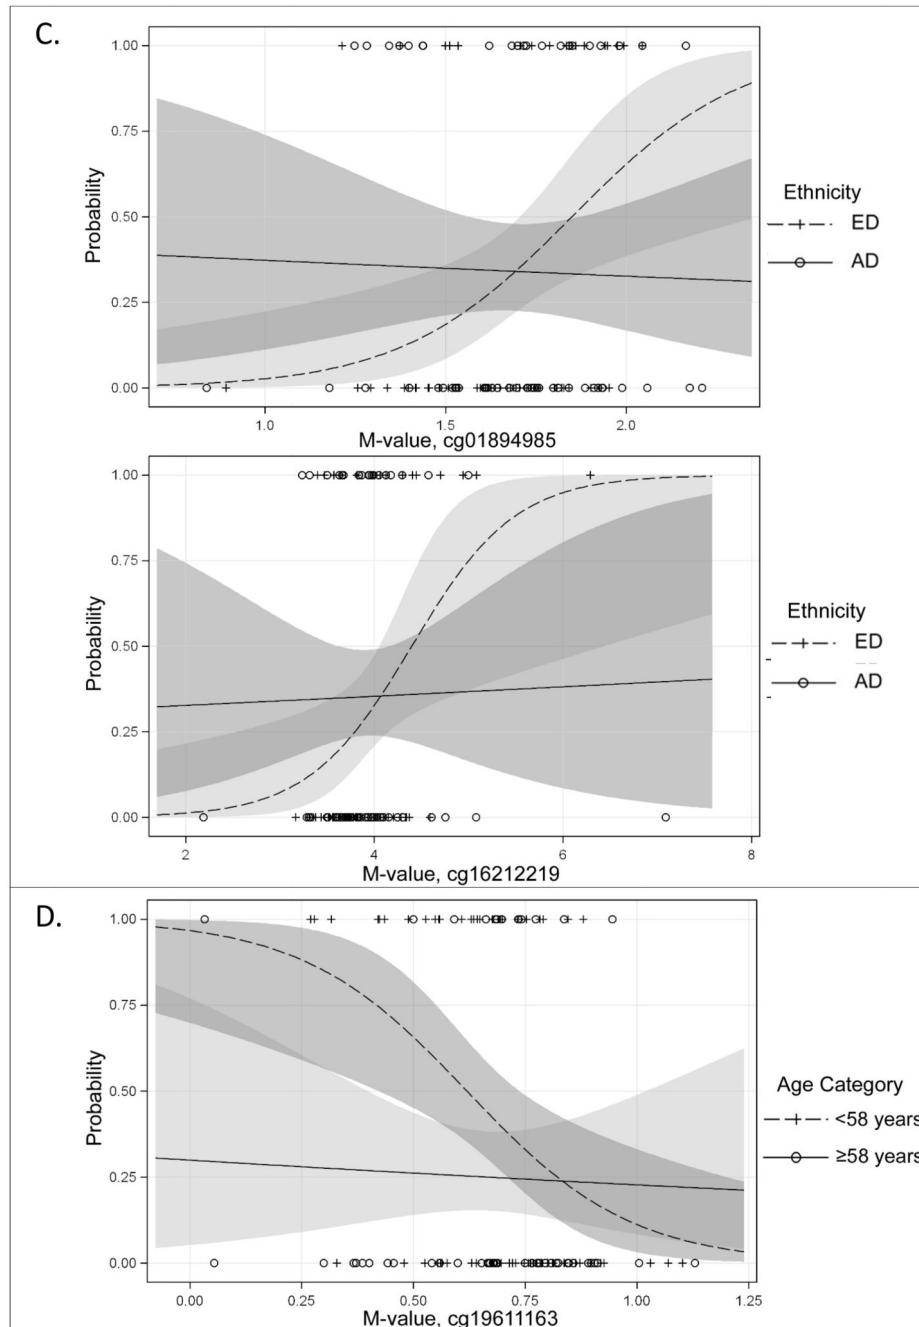 C.
1.00
0.75
0.50
0.25
0.00
Probability
1.0
1.5
2.0
M-value, cg01894985
Ethnicity
ED
AD
1.00
0.75
0.50
0.25
0.00
Probability
2
4
6
8
M-value, cg16212219
Ethnicity
ED
AD
D.
1.00
0.75
0.50
0.25
0.00
Probability
0.00
0.25
0.50
0.75
1.00
1.25
M-value, cg19611163
Age Category
<58 years
≥58 years